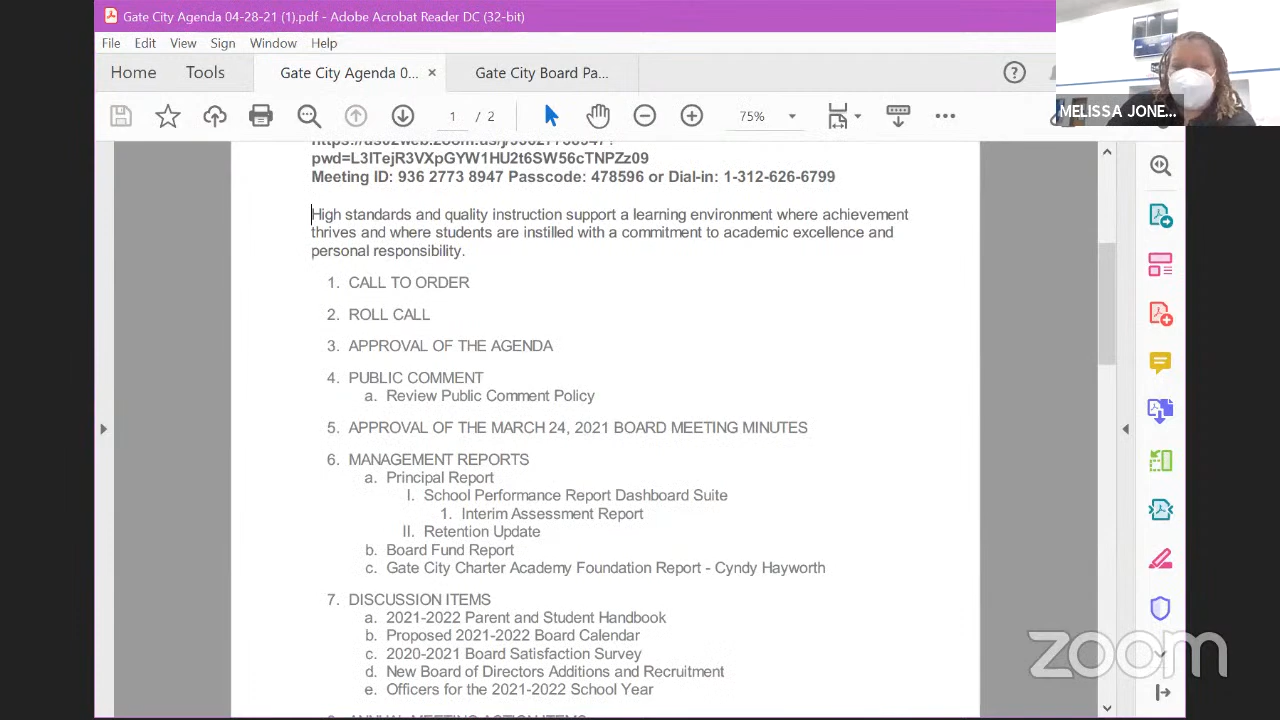 Gate City Agenda 04-28-21 (1).pdf - Adobe Acrobat Reader DC (32-bit)
File Edit View Sign Window Help
Home Tools Gate City Agenda 0... × Gate City Board Pa...
1 / 2 75%
MELISSA JONE...
pwd=L3lTejR3VXpGYW1HU2t6SW56cTNPZz09
Meeting ID: 936 2773 8947 Passcode: 478596 or Dial-in: 1-312-626-6799
High standards and quality instruction support a learning environment where achievement
thrives and where students are instilled with a commitment to academic excellence and
personal responsibility.
1. CALL TO ORDER
2. ROLL CALL
3. APPROVAL OF THE AGENDA
4. PUBLIC COMMENT
a. Review Public Comment Policy
5. APPROVAL OF THE MARCH 24, 2021 BOARD MEETING MINUTES
6. MANAGEMENT REPORTS
a. Principal Report
I. School Performance Report Dashboard Suite
1. Interim Assessment Report
II. Retention Update
b. Board Fund Report
c. Gate City Charter Academy Foundation Report - Cyndy Hayworth
7. DISCUSSION ITEMS
a. 2021-2022 Parent and Student Handbook
b. Proposed 2021-2022 Board Calendar
c. 2020-2021 Board Satisfaction Survey
d. New Board of Directors Additions and Recruitment
e. Officers for the 2021-2022 School Year
zoom